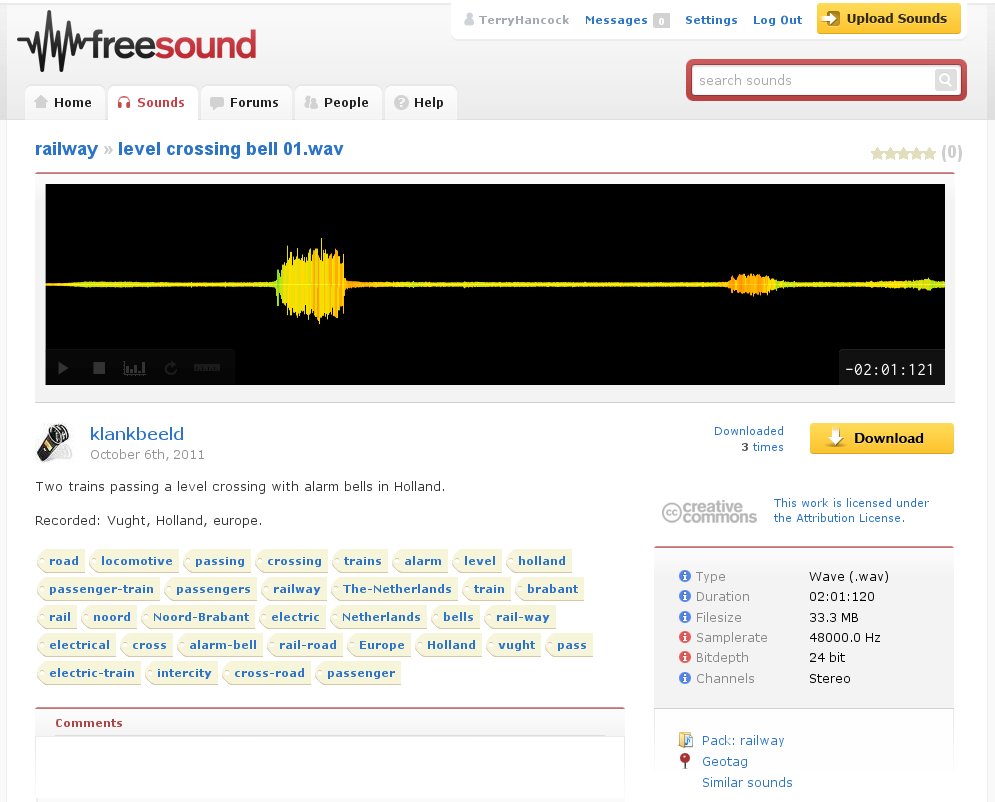 TerryHancock Messages 0 Settings Log Out Upload Sounds
freesound
search sounds
Home Sounds Forums People Help
railway » level crossing bell 01.wav
(0)
-02:01:121
klankbeeld
October 6th, 2011
Downloaded
3 times
Download
Two trains passing a level crossing with alarm bells in Holland.
Recorded: Vught, Holland, europe.
cc creative commons
This work is licensed under
the Attribution License.
road locomotive passing crossing trains alarm level holland
passenger-train passengers railway The-Netherlands train brabant
rail noord Noord-Brabant electric Netherlands bells rail-way
electrical cross alarm-bell rail-road Europe Holland vught pass
electric-train intercity cross-road passenger
Type Wave (.wav)
Duration 02:01:120
Filesize 33.3 MB
Samplerate 48000.0 Hz
Bitdepth 24 bit
Channels Stereo
Comments
Pack: railway
Geotag
Similar sounds